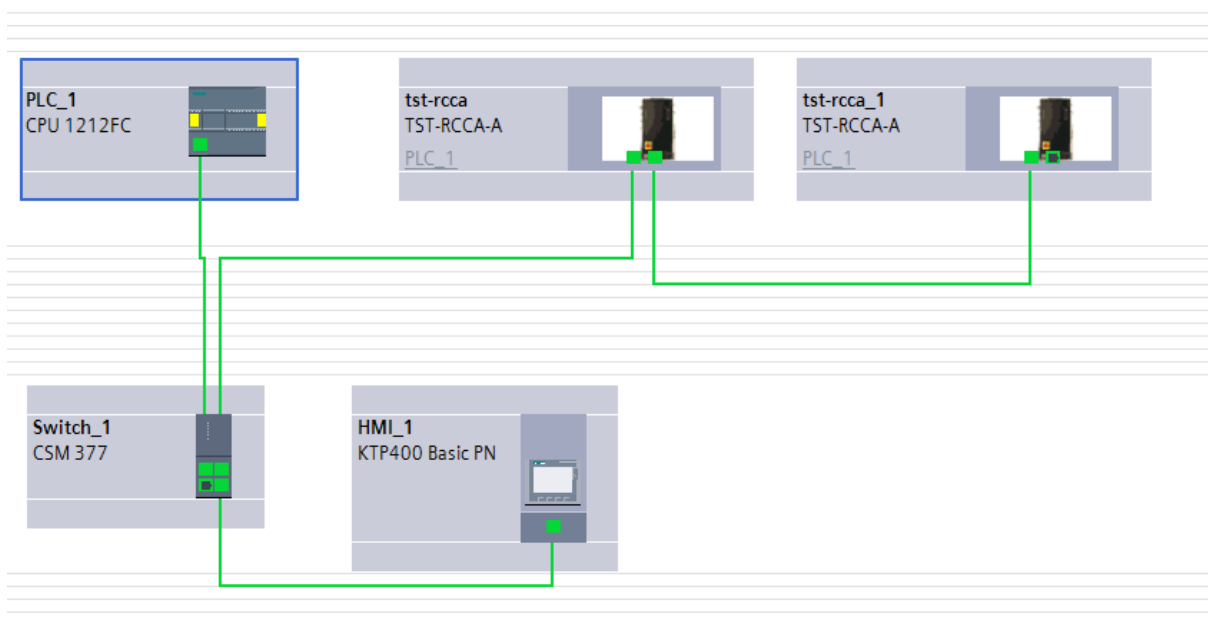 PLC_1
CPU 1212FC
tst-rcca
TST-RCCA-A
PLC_1
tst-rcca_1
TST-RCCA-A
PLC_1
Switch_1
CSM 377
HMI_1
KTP400 Basic PN